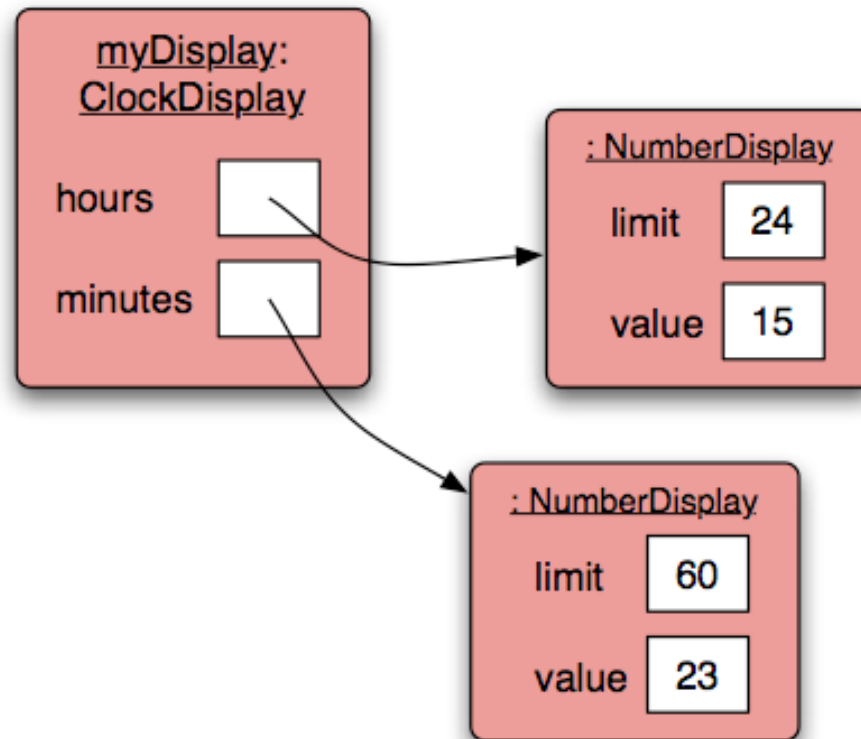 myDisplay:
ClockDisplay
hours
minutes
: NumberDisplay
limit 24
value 15
: NumberDisplay
limit 60
value 23